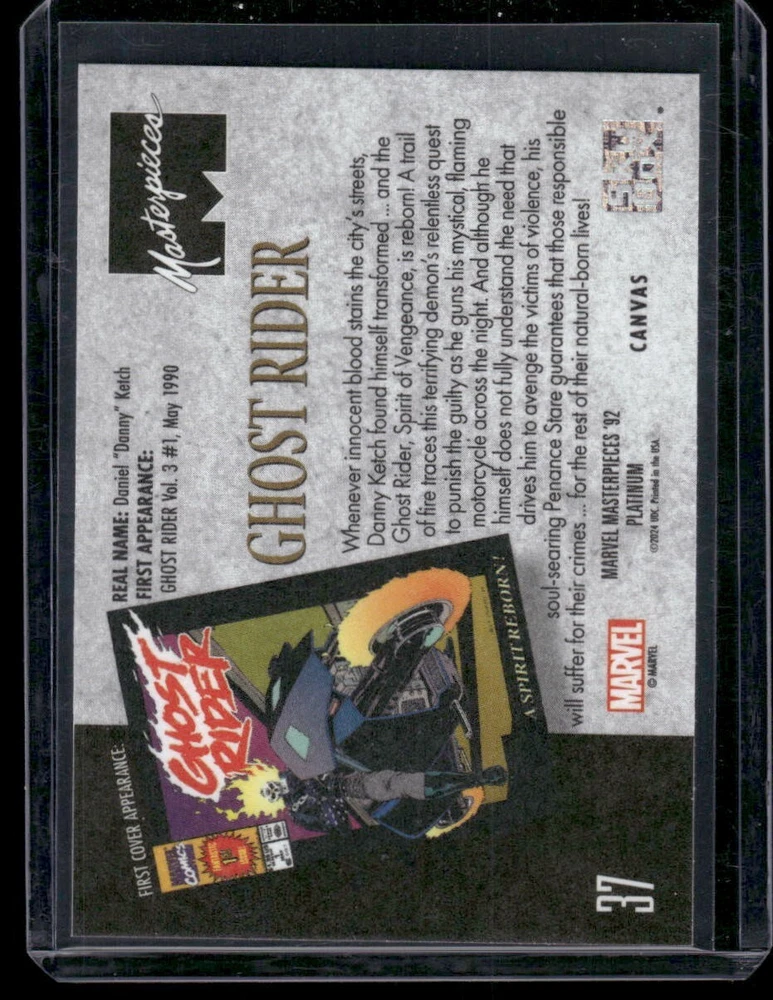 Masterpieces
REAL NAME: Daniel "Danny" Ketch
FIRST APPEARANCE:
GHOST RIDER Vol. 3 #1, May 1990
GHOST RIDER
Whenever innocent blood stains the city's streets,
Danny Ketch found himself transformed ... and the
Ghost Rider, Spirit of Vengeance, is reborn! A trail
of fire traces this terrifying demon's relentless quest
to punish the guilty as he guns his mystical, flaming
motorcycle across the night. And although he
himself does not fully understand the need that
drives him to avenge the victims of violence, his
soul-searing Penance Stare guarantees that those responsible
will suffer for their crimes ... for the rest of their natural-born lives!
FIRST COVER APPEARANCE:
COMICS
FANTASTIC
1ST
ISSUE!
GHOST
RIDER
A SPIRIT REBORN!
MARVEL
© MARVEL
MARVEL MASTERPIECES '92
PLATINUM
©2024 UDC. Printed in the USA.
CANVAS
37